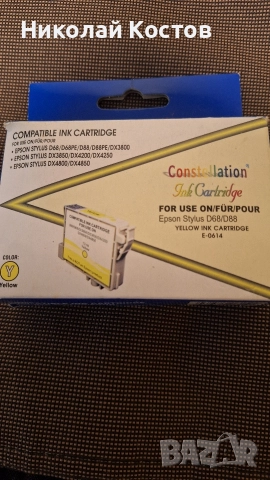 Николай Костов
COMPATIBLE INK CARTRIDGE
FOR USE ON/FÜR/POUR
• EPSON STYLUS D68/D68PE/D88/D88PE/DX3800
• EPSON STYLUS DX3850/DX4200/DX4250
• EPSON STYLUS DX4800/DX4850
Constellation
Ink Cartridge
FOR USE ON/FÜR/POUR
Epson Stylus D68/D88
YELLOW INK CARTRIDGE
E-0614
COLOR:
Y
Yellow
BAZAR